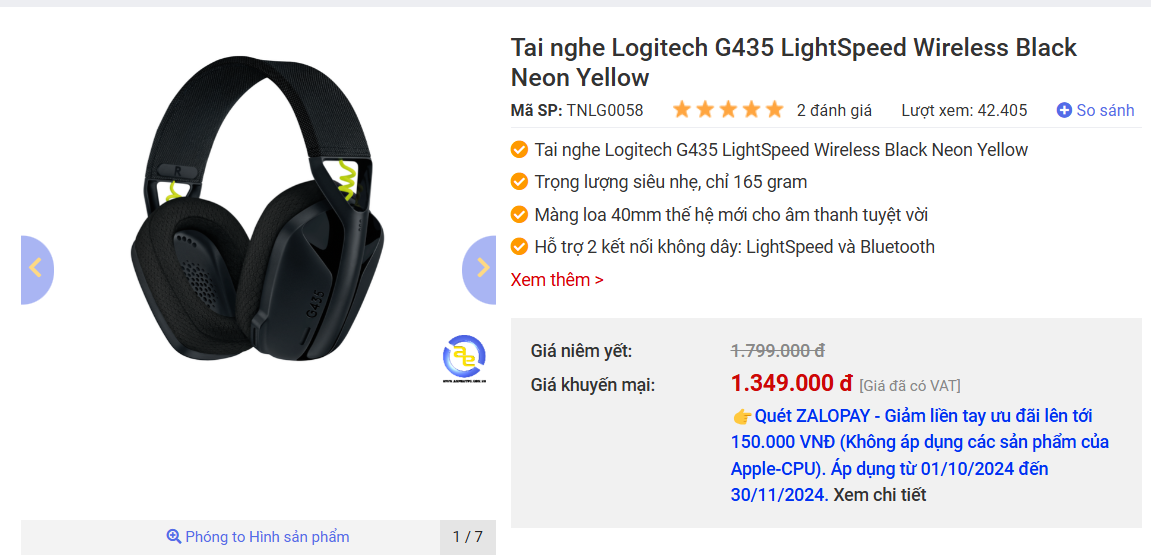 Tai nghe Logitech G435 LightSpeed Wireless Black
Neon Yellow
Mã SP: TNLG0058 2 đánh giá Lượt xem: 42.405 So sánh
Tai nghe Logitech G435 LightSpeed Wireless Black Neon Yellow
Trọng lượng siêu nhẹ, chỉ 165 gram
Màng loa 40mm thế hệ mới cho âm thanh tuyệt vời
Hỗ trợ 2 kết nối không dây: LightSpeed và Bluetooth
Xem thêm >
Giá niêm yết: 1.799.000 đ
Giá khuyến mại: 1.349.000 đ [Giá đã có VAT]
👉Quét ZALOPAY - Giảm liền tay ưu đãi lên tới
150.000 VNĐ (Không áp dụng các sản phẩm của
Apple-CPU). Áp dụng từ 01/10/2024 đến
30/11/2024. Xem chi tiết
R
G435
Phóng to Hình sản phẩm 1 / 7